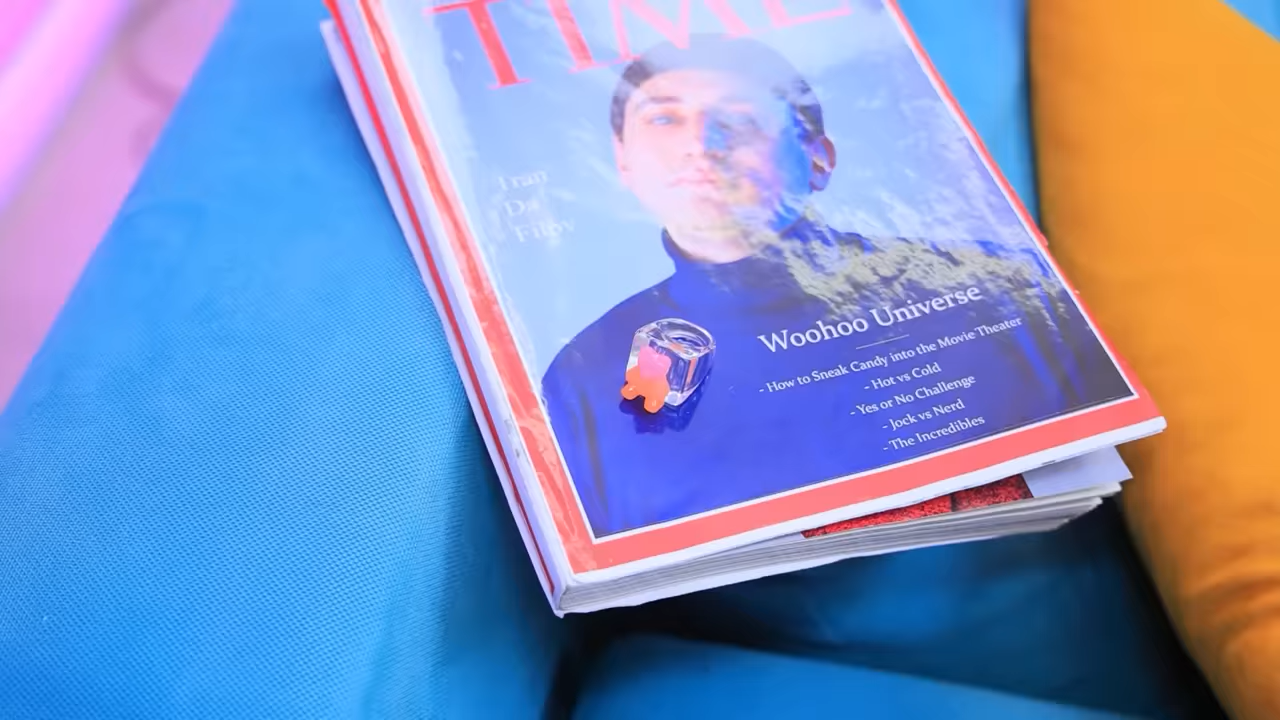 TIME
Tran
Woohoo Universe
- How to Sneak Candy into the Movie Theater
- Hot vs Cold
- Yes or No Challenge
- Jock vs Nerd
- The Incredibles